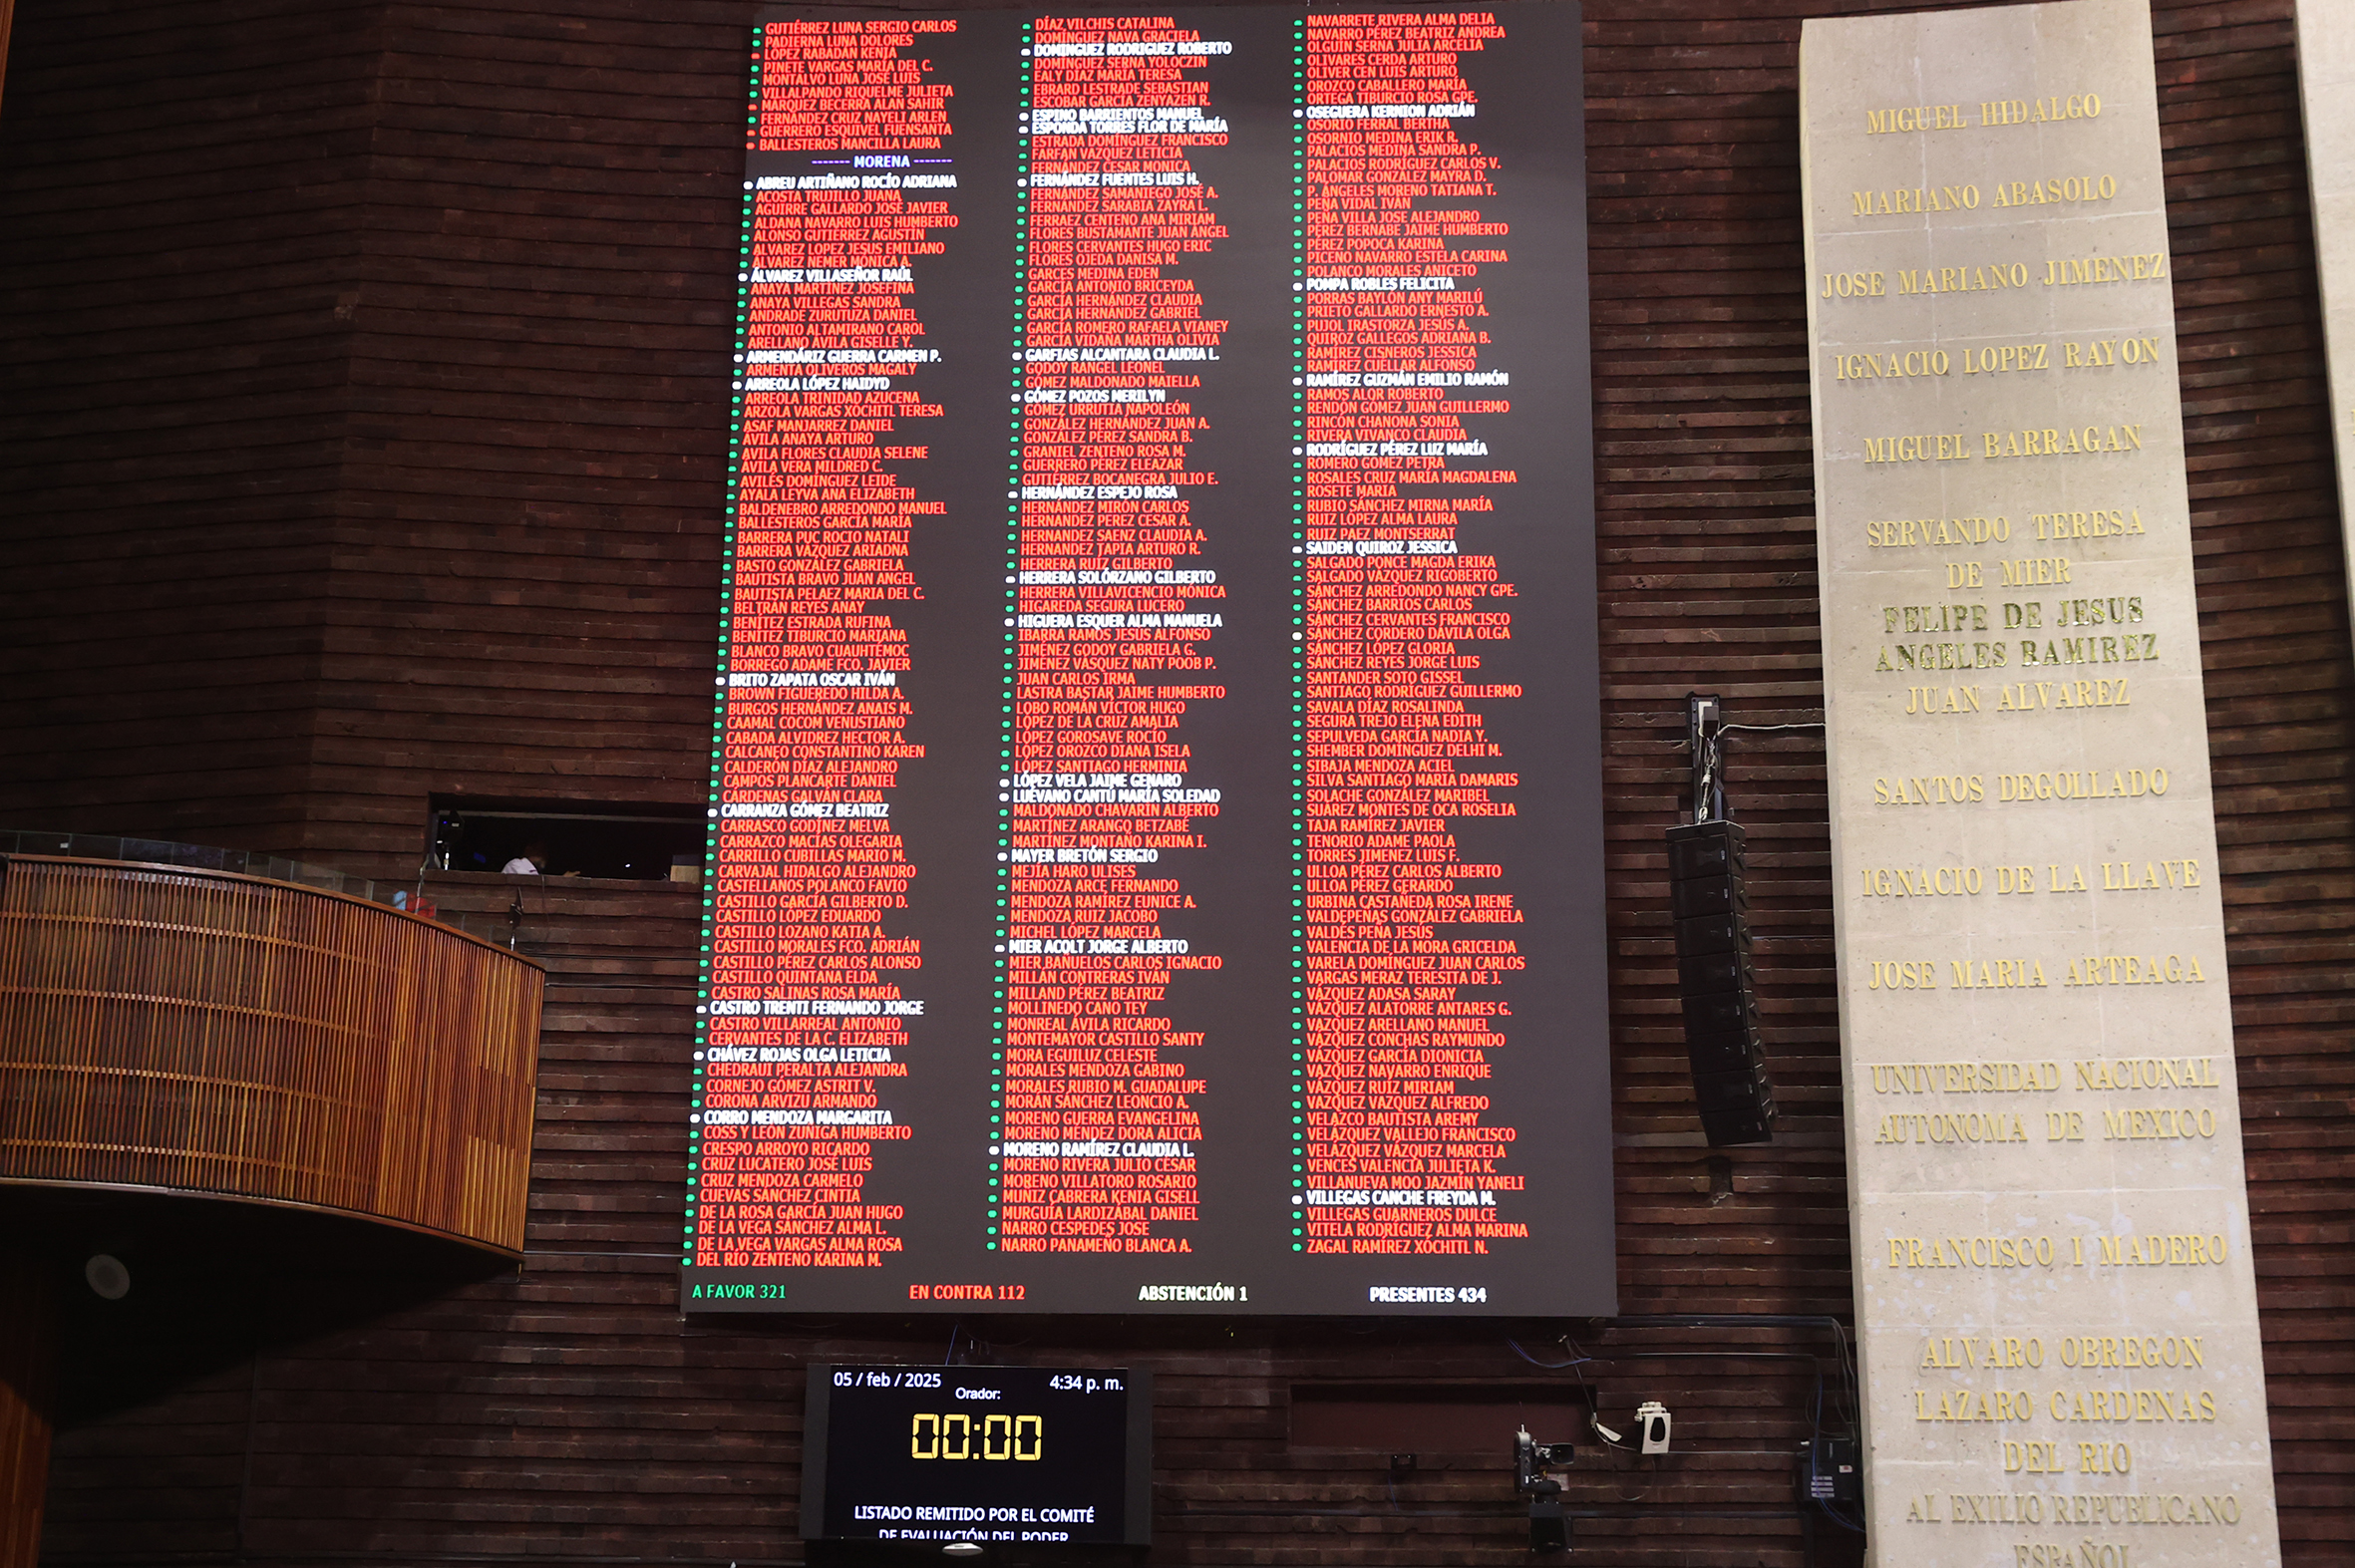 GUTIÉRREZ LUNA SERGIO CARLOS
PADIERNA LUNA DOLORES
LÓPEZ RABADÁN KENIA
PINETE VARGAS MARÍA DEL C.
MONTALVO LUNA JOSÉ LUIS
VILLALPANDO RIQUELME JULIETA
MÁRQUEZ BECERRA ALAN SAHIR
FERNÁNDEZ CRUZ NAYELI ARLEN
GUERRERO ESQUIVEL FUENSANTA
BALLESTEROS MANCILLA LAURA
------- MORENA -------
ABREU ARTIÑANO ROCÍO ADRIANA
ACOSTA TRUJILLO JUANA
AGUIRRE GALLARDO JOSÉ JAVIER
ALDANA NAVARRO LUIS HUMBERTO
ALONSO GUTIÉRREZ AGUSTÍN
ÁLVAREZ LÓPEZ JESÚS EMILIANO
ÁLVAREZ NEMER MÓNICA A.
ÁLVAREZ VILLASEÑOR RAÚL
ANAYA MARTÍNEZ JOSEFINA
ANAYA VILLEGAS SANDRA
ANDRADE ZURUTUZA DANIEL
ANTONIO ALTAMIRANO CAROL
ARELLANO ÁVILA GISELLE Y.
ARMENDÁRIZ GUERRA CARMEN P.
ARMENTA OLIVEROS MAGALY
ARREOLA LÓPEZ HAIDYD
ARREOLA TRINIDAD AZUCENA
ARZOLA VARGAS XÓCHITL TERESA
ASAF MANJARREZ DANIEL
ÁVILA ANAYA ARTURO
ÁVILA FLORES CLAUDIA SELENE
ÁVILA VERA MILDRED C.
AVILÉS DOMÍNGUEZ LEIDE
AYALA LEYVA ANA ELIZABETH
BALDENEBRO ARREDONDO MANUEL
BALLESTEROS GARCÍA MARÍA
BARRERA PUC ROCÍO NATALI
BARRERA VÁZQUEZ ARIADNA
BASTO GONZÁLEZ GABRIELA
BAUTISTA BRAVO JUAN ÁNGEL
BAUTISTA PELÁEZ MARÍA DEL C.
BELTRÁN REYES ANAY
BENÍTEZ ESTRADA RUFINA
BENÍTEZ TIBURCIO MARIANA
BLANCO BRAVO CUAUHTÉMOC
BORREGO ADAME FCO. JAVIER
BRITO ZAPATA OSCAR IVÁN
BROWN FIGUEREDO HILDA A.
BURGOS HERNÁNDEZ ANAIS M.
CAAMAL COCOM VENUSTIANO
CABADA ALVIDREZ HÉCTOR A.
CALCÁNEO CONSTANTINO KAREN
CALDERÓN DÍAZ ALEJANDRO
CAMPOS PLANCARTE DANIEL
CÁRDENAS GALVÁN CLARA
CARRANZA GÓMEZ BEATRIZ
CARRASCO GODÍNEZ MELVA
CARRAZCO MACÍAS OLEGARIA
CARRILLO CUBILLAS MARIO M.
CARVAJAL HIDALGO ALEJANDRO
CASTELLANOS POLANCO FAVIO
CASTILLO GARCÍA GILBERTO D.
CASTILLO LÓPEZ EDUARDO
CASTILLO LOZANO KATIA A.
CASTILLO MORALES FCO. ADRIÁN
CASTILLO PÉREZ CARLOS ALONSO
CASTILLO QUINTANA ELDA
CASTRO SALINAS ROSA MARÍA
CASTRO TRENTI FERNANDO JORGE
CASTRO VILLARREAL ANTONIO
CERVANTES DE LA C. ELIZABETH
CHÁVEZ ROJAS OLGA LETICIA
CHEDRAUI PERALTA ALEJANDRA
CORNEJO GÓMEZ ASTRIT V.
CORONA ARVIZU ARMANDO
CORRO MENDOZA MARGARITA
COSS Y LEÓN ZÚÑIGA HUMBERTO
CRESPO ARROYO RICARDO
CRUZ LUCATERO JOSÉ LUIS
CRUZ MENDOZA CARMELO
CUEVAS SÁNCHEZ CINTIA
DE LA ROSA GARCÍA JUAN HUGO
DE LA VEGA SÁNCHEZ ALMA L.
DE LA VEGA VARGAS ALMA ROSA
DEL RÍO ZENTENO KARINA M.
DÍAZ VILCHIS CATALINA
DOMÍNGUEZ NAVA GRACIELA
DOMÍNGUEZ RODRÍGUEZ ROBERTO
DOMÍNGUEZ SERNA YOLOCZIN
EALY DÍAZ MARÍA TERESA
EBRARD LESTRADE SEBASTIAN
ESCOBAR GARCÍA ZENYAZEN R.
ESPINO BARRIENTOS MANUEL
ESPONDA TORRES FLOR DE MARÍA
ESTRADA DOMÍNGUEZ FRANCISCO
FARFÁN VÁZQUEZ LETICIA
FERNÁNDEZ CÉSAR MÓNICA
FERNÁNDEZ FUENTES LUIS H.
FERNÁNDEZ SAMANIEGO JOSÉ A.
FERNÁNDEZ SARABIA ZAYRA L.
FERRÁEZ CENTENO ANA MIRIAM
FLORES BUSTAMANTE JUAN ÁNGEL
FLORES CERVANTES HUGO ERIC
FLORES OJEDA DANISA M.
GARCÉS MEDINA EDÉN
GARCÍA ANTONIO BRICEYDA
GARCÍA HERNÁNDEZ CLAUDIA
GARCÍA HERNÁNDEZ GABRIEL
GARCÍA ROMERO RAFAELA VIANEY
GARCÍA VIDAÑA MARTHA OLIVIA
GARFIAS ALCANTARA CLAUDIA L.
GODOY RANGEL LEONEL
GÓMEZ MALDONADO MAIELLA
GÓMEZ POZOS MERILYN
GÓMEZ URRUTIA NAPOLEÓN
GONZÁLEZ HERNÁNDEZ JUAN A.
GONZÁLEZ PÉREZ SANDRA B.
GRANIEL ZENTENO ROSA M.
GUERRERO PÉREZ ELEAZAR
GUTIÉRREZ BOCANEGRA JULIO E.
HERNÁNDEZ ESPEJO ROSA
HERNÁNDEZ MIRÓN CARLOS
HERNÁNDEZ PÉREZ CÉSAR A.
HERNÁNDEZ SÁENZ CLAUDIA A.
HERNÁNDEZ TAPIA ARTURO R.
HERRERA RUIZ GILBERTO
HERRERA SOLÓRZANO GILBERTO
HERRERA VILLAVICENCIO MÓNICA
HIGAREDA SEGURA LUCERO
HIGUERA ESQUER ALMA MANUELA
IBARRA RAMOS JESÚS ALFONSO
JIMÉNEZ GODOY GABRIELA G.
JIMÉNEZ VÁSQUEZ NATY POOB P.
JUAN CARLOS IRMA
LASTRA BASTAR JAIME HUMBERTO
LOBO ROMÁN VÍCTOR HUGO
LÓPEZ DE LA CRUZ AMALIA
LÓPEZ GOROSAVE ROCÍO
LÓPEZ OROZCO DIANA ISELA
LÓPEZ SANTIAGO HERMINIA
LÓPEZ VELA JAIME GENARO
LUÉVANO CANTÚ MARÍA SOLEDAD
MALDONADO CHAVARÍN ALBERTO
MARTÍNEZ ARANGO BETZABÉ
MARTÍNEZ MONTAÑO KARINA I.
MAYER BRETÓN SERGIO
MEJÍA HARO ULISES
MENDOZA ARCE FERNANDO
MENDOZA RAMÍREZ EUNICE A.
MENDOZA RUIZ JACOBO
MICHEL LÓPEZ MARCELA
MIER ACOLT JORGE ALBERTO
MIER BAÑUELOS CARLOS IGNACIO
MILLÁN CONTRERAS IVÁN
MILLAND PÉREZ BEATRIZ
MOLLINEDO CANO TEY
MONREAL ÁVILA RICARDO
MONTEMAYOR CASTILLO SANTY
MORA EGUILUZ CELESTE
MORALES MENDOZA GABINO
MORALES RUBIO M. GUADALUPE
MORÁN SÁNCHEZ LEONCIO A.
MORENO GUERRA EVANGELINA
MORENO MÉNDEZ DORA ALICIA
MORENO RAMÍREZ CLAUDIA L.
MORENO RIVERA JULIO CÉSAR
MORENO VILLATORO ROSARIO
MUÑIZ CABRERA KENIA GISELL
MURGUÍA LARDIZÁBAL DANIEL
NARRO CÉSPEDES JOSÉ
NARRO PANAMEÑO BLANCA A.
NAVARRETE RIVERA ALMA DELIA
NAVARRO PÉREZ BEATRIZ ANDREA
OLGUÍN SERNA JULIA ARCELIA
OLIVARES CERDA ARTURO
OLIVER CEN LUIS ARTURO
OROZCO CABALLERO MARÍA
ORTEGA TIBURCIO ROSA GPE.
OSEGUERA KERNION ADRIÁN
OSORIO FERRAL BERTHA
OSORNIO MEDINA ERIK R.
PALACIOS MEDINA SANDRA P.
PALACIOS RODRÍGUEZ CARLOS V.
PALOMAR GONZÁLEZ MAYRA D.
P. ÁNGELES MORENO TATIANA T.
PEÑA VIDAL IVÁN
PEÑA VILLA JOSÉ ALEJANDRO
PÉREZ BERNABE JAIME HUMBERTO
PÉREZ POPOCA KARINA
PICENO NAVARRO ESTELA CARINA
POLANCO MORALES ANICETO
POMPA ROBLES FELICITA
PORRAS BAYLÓN ANY MARILÚ
PRIETO GALLARDO ERNESTO A.
PUJOL IRASTORZA JESÚS A.
QUIROZ GALLEGOS ADRIANA B.
RAMÍREZ CISNEROS JESSICA
RAMÍREZ CUÉLLAR ALFONSO
RAMÍREZ GUZMÁN EMILIO RAMÓN
RAMOS ALOR ROBERTO
RENDÓN GÓMEZ JUAN GUILLERMO
RINCÓN CHANONA SONIA
RIVERA VIVANCO CLAUDIA
RODRÍGUEZ PÉREZ LUZ MARÍA
ROMERO GÓMEZ PETRA
ROSALES CRUZ MARÍA MAGDALENA
ROSETE MARIA
RUBIO SÁNCHEZ MIRNA MARÍA
RUIZ LÓPEZ ALMA LAURA
RUIZ PÁEZ MONTSERRAT
SAIDEN QUIROZ JESSICA
SALGADO PONCE MAGDA ERIKA
SALGADO VÁZQUEZ RIGOBERTO
SÁNCHEZ ARREDONDO NANCY GPE.
SÁNCHEZ BARRIOS CARLOS
SÁNCHEZ CERVANTES FRANCISCO
SÁNCHEZ CORDERO DÁVILA OLGA
SÁNCHEZ LÓPEZ GLORIA
SÁNCHEZ REYES JORGE LUIS
SANTANDER SOTO GISSEL
SANTIAGO RODRÍGUEZ GUILLERMO
SAVALA DÍAZ ROSALINDA
SEGURA TREJO ELENA EDITH
SEPÚLVEDA GARCÍA NADIA Y.
SHEMBER DOMÍNGUEZ DELHI M.
SIBAJA MENDOZA ACIEL
SILVA SANTIAGO MARIA DAMARIS
SOLACHE GONZÁLEZ MARIBEL
SUÁREZ MONTES DE OCA ROSELIA
TAJA RAMÍREZ JAVIER
TENORIO ADAME PAOLA
TORRES JIMÉNEZ LUIS F.
ULLOA PÉREZ CARLOS ALBERTO
ULLOA PÉREZ GERARDO
URBINA CASTAÑEDA ROSA IRENE
VALDEPEÑAS GONZÁLEZ GABRIELA
VALDÉS PEÑA JESÚS
VALENCIA DE LA MORA GRICELDA
VARELA DOMÍNGUEZ JUAN CARLOS
VARGAS MERAZ TERESITA DE J.
VÁZQUEZ ADASA SARAY
VÁZQUEZ ALATORRE ANTARES G.
VÁZQUEZ ARELLANO MANUEL
VÁZQUEZ CONCHAS RAYMUNDO
VÁZQUEZ GARCÍA DIONICIA
VÁZQUEZ NAVARRO ENRIQUE
VÁZQUEZ RUÍZ MIRIAM
VÁZQUEZ VÁZQUEZ ALFREDO
VELAZCO BAUTISTA AREMY
VELÁZQUEZ VALLEJO FRANCISCO
VELÁZQUEZ VÁZQUEZ MARCELA
VENCES VALENCIA JULIETA K.
VILLANUEVA MOO JAZMÍN YANELI
VILLEGAS CANCHE FREYDA M.
VILLEGAS GUARNEROS DULCE
VITELA RODRÍGUEZ ALMA MARINA
ZAGAL RAMÍREZ XÓCHITL N.
A FAVOR 321 EN CONTRA 112 ABSTENCIÓN 1 PRESENTES 434
05 / feb / 2025 4:34 p. m.
Orador:
00:00
LISTADO REMITIDO POR EL COMITÉ
DE EVALUACIÓN DEL PODER
MIGUEL HIDALGO
MARIANO ABASOLO
JOSE MARIANO JIMENEZ
IGNACIO LOPEZ RAYON
MIGUEL BARRAGAN
SERVANDO TERESA
DE MIER
FELIPE DE JESUS
ANGELES RAMIREZ
JUAN ALVAREZ
SANTOS DEGOLLADO
IGNACIO DE LA LLAVE
JOSE MARIA ARTEAGA
UNIVERSIDAD NACIONAL
AUTONOMA DE MEXICO
FRANCISCO I MADERO
ALVARO OBREGON
LAZARO CARDENAS
DEL RIO
AL EXILIO REPUBLICANO
ESPAÑOL